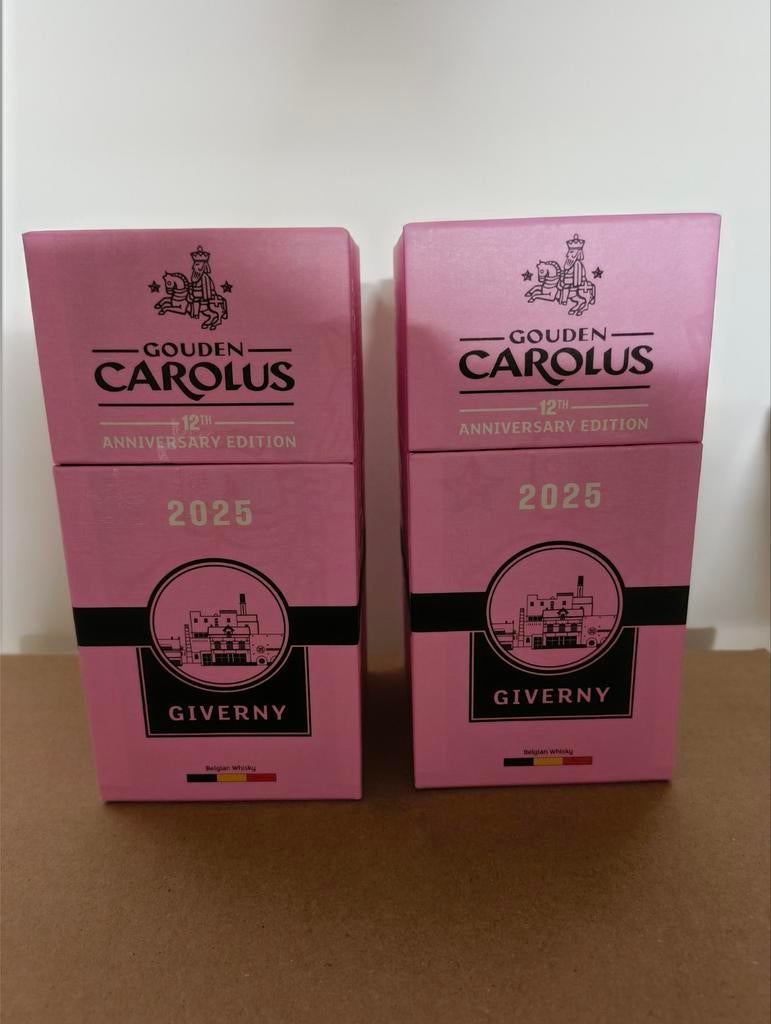 GOUDEN
CAROLUS
12TH
ANNIVERSARY EDITION
2025
GIVERNY
Belgian Whisky
GOUDEN
CAROLUS
12TH
ANNIVERSARY EDITION
2025
GIVERNY
Belgian Whisky